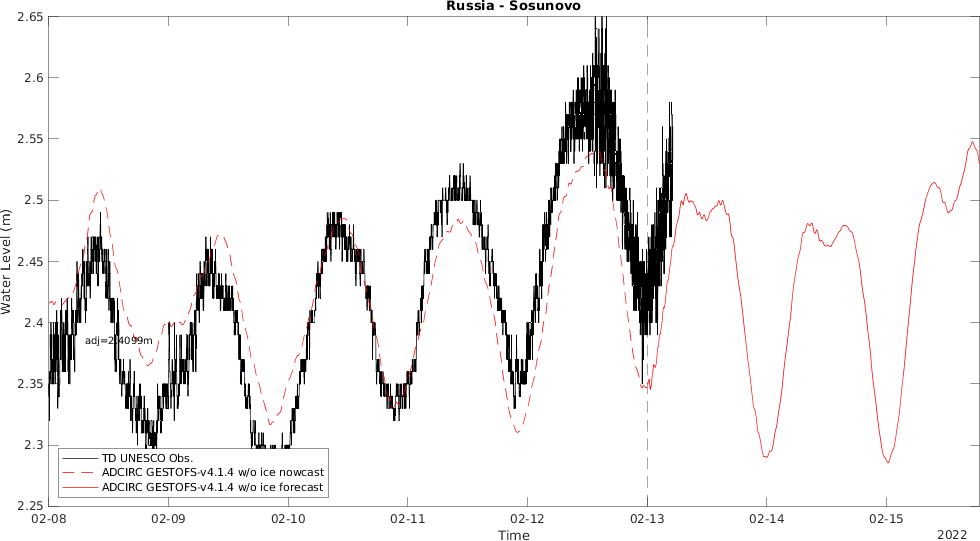 Russia - Sosunovo
2.65
2.6
2.55
2.5
2.45
2.4
2.35
2.3
2.25
Water Level (m)
adj=2.4099m
TD UNESCO Obs.
ADCIRC GESTOFS-v4.1.4 w/o ice nowcast
ADCIRC GESTOFS-v4.1.4 w/o ice forecast
02-08 02-09 02-10 02-11 02-12 02-13 02-14 02-15
Time
2022